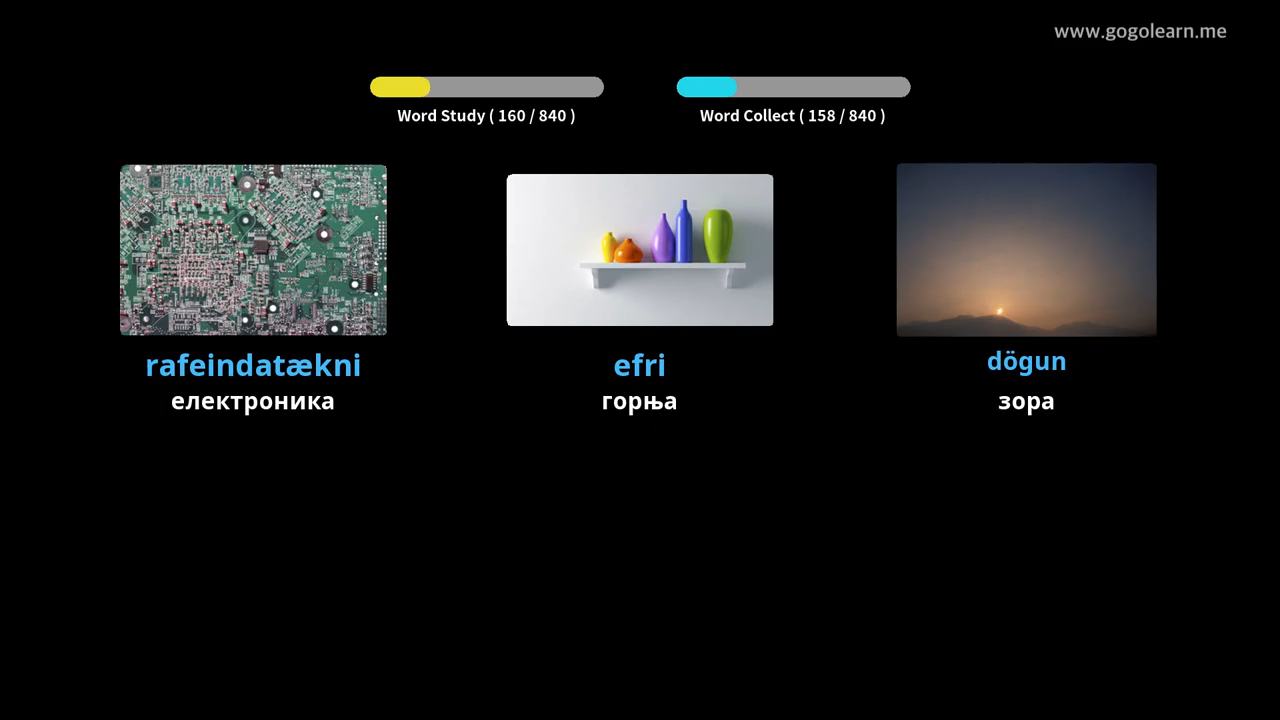 www.gogolearn.me
Word Study ( 160 / 840 )
Word Collect ( 158 / 840 )
rafeindatækni
електроника
efri
горња
dögun
зора